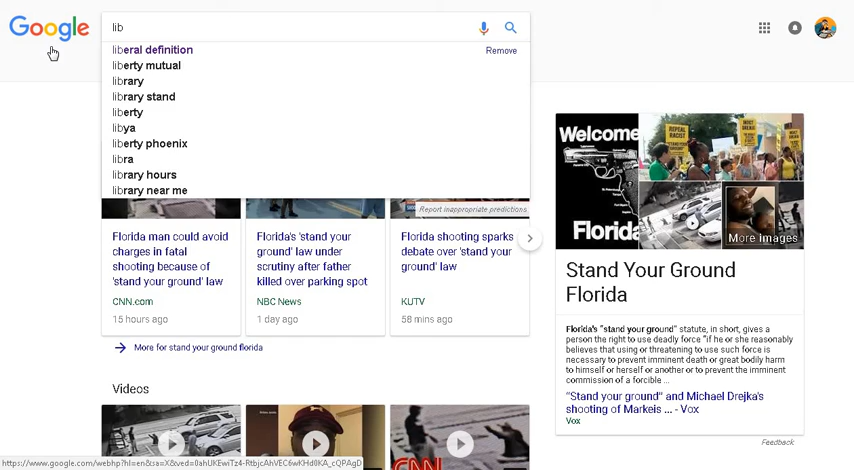 Google
lib
liberal definition
Remove
liberty mutual
library
library stand
liberty
libya
liberty phoenix
libra
library hours
library near me
Report inappropriate predictions
Florida man could avoid
charges in fatal
shooting because of
'stand your ground' law
CNN.com
15 hours ago
Florida's 'stand your
ground' law under
scrutiny after father
killed over parking spot
NBC News
1 day ago
Florida shooting sparks
debate over 'stand your
ground' law
KUTV
58 mins ago
More for stand your ground florida
Videos
CNN
Welcome
Florida
REPEAL
RACIST
More images
Stand Your Ground
Florida
Florida's "stand your ground" statute, in short, gives a
person the right to use deadly force "if he or she reasonably
believes that using or threatening to use such force is
necessary to prevent imminent death or great bodily harm
to himself or herself or another or to prevent the imminent
commission of a forcible ...
"Stand your ground" and Michael Drejka's
shooting of Markeis ... - Vox
Vox
Feedback